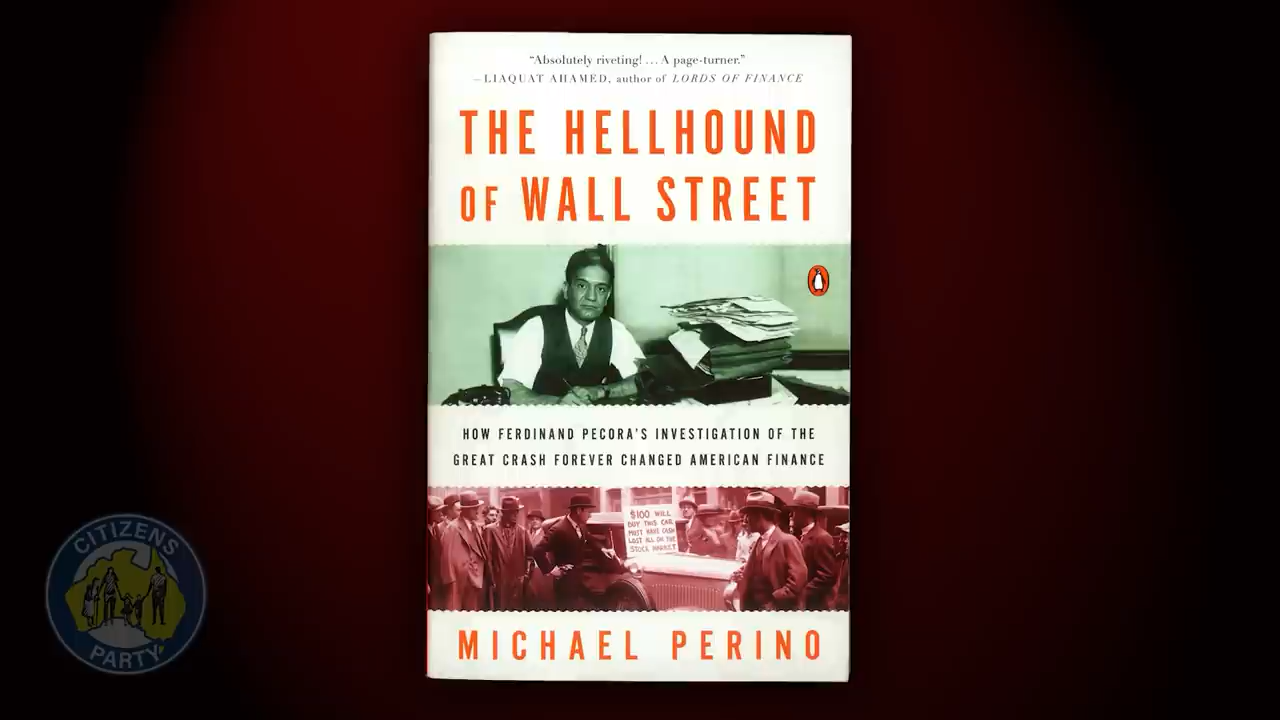 “Absolutely riveting! ... A page-turner.”
—LIAQUAT AHAMED, author of LORDS OF FINANCE
THE HELLHOUND
OF WALL STREET
HOW FERDINAND PECORA'S INVESTIGATION OF THE
GREAT CRASH FOREVER CHANGED AMERICAN FINANCE
$100 WILL
BUY THIS CAR
MUST HAVE CASH
LOST ALL ON THE
STOCK MARKET
MICHAEL PERINO
CITIZENS
PARTY